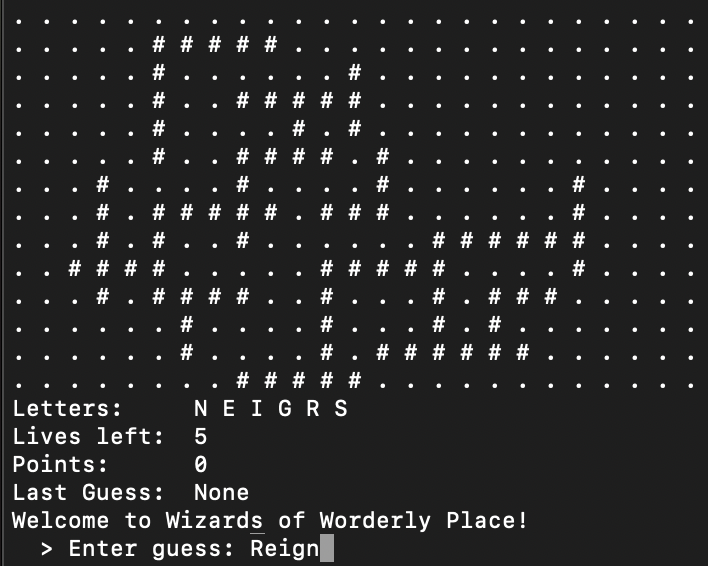 . . . . . . . . . . . . . . . . . . . . . . . . .
. . . . . # # # # # . . . . . . . . . . . . . . .
. . . . . # . . . . . . # . . . . . . . . . . . .
. . . . . # . . # # # # # . . . . . . . . . . . .
. . . . . # . . . . # . # . . . . . . . . . . . .
. . . . . # . . # # # # . # . . . . . . . . . . .
. . . # . . . . # . . . . # . . . . . . # . . . .
. . . # . # # # # # . # # # . . . . . . # . . . .
. . . # . # . . # . . . . . . # # # # # # . . . .
. . # # # # . . . . . # # # # # . . . . # . . . .
. . . # . # # # # . . # . . . # . # # # . . . . .
. . . . . . # . . . . # . . . # . # . . . . . . .
. . . . . . # . . . . # . # # # # # # . . . . . .
. . . . . . . . # # # # # . . . . . . . . . . . .
Letters: N E I G R S
Lives left: 5
Points: 0
Last Guess: None
Welcome to Wizards of Worderly Place!
> Enter guess: Reign